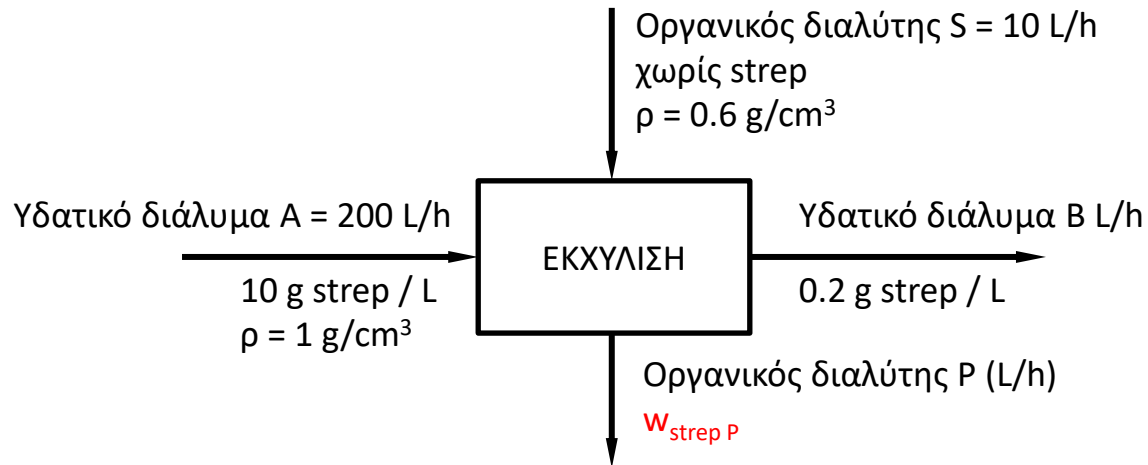 Οργανικός διαλύτης S = 10 L/h
χωρίς strep
ρ = 0.6 g/cm³
Υδατικό διάλυμα A = 200 L/h
10 g strep / L
ρ = 1 g/cm³
ΕΚΧΥΛΙΣΗ
Υδατικό διάλυμα B L/h
0.2 g strep / L
Οργανικός διαλύτης P (L/h)
w strep P